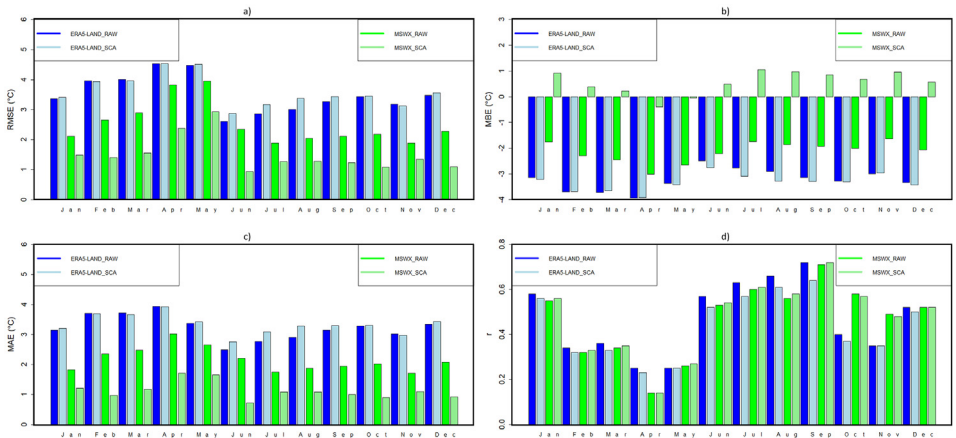 a)
ERA5-LAND_RAW
ERA5-LAND_SCA
MSWX_RAW
MSWX_SCA
RMSE (°C)
0 1 2 3 4 5 6
Jan Feb Mar Apr May Jun Jul Aug Sep Oct Nov Dec
b)
ERA5-LAND_RAW
ERA5-LAND_SCA
MSWX_RAW
MSWX_SCA
MBE (°C)
-4 -3 -2 -1 0 1 2 3
Jan Feb Mar Apr May Jun Jul Aug Sep Oct Nov Dec
c)
ERA5-LAND_RAW
ERA5-LAND_SCA
MSWX_RAW
MSWX_SCA
MAE (°C)
0 1 2 3 4 5 6
Jan Feb Mar Apr May Jun Jul Aug Sep Oct Nov Dec
d)
ERA5-LAND_RAW
ERA5-LAND_SCA
MSWX_RAW
MSWX_SCA
r
0.0 0.2 0.4 0.6 0.8
Jan Feb Mar Apr May Jun Jul Aug Sep Oct Nov Dec